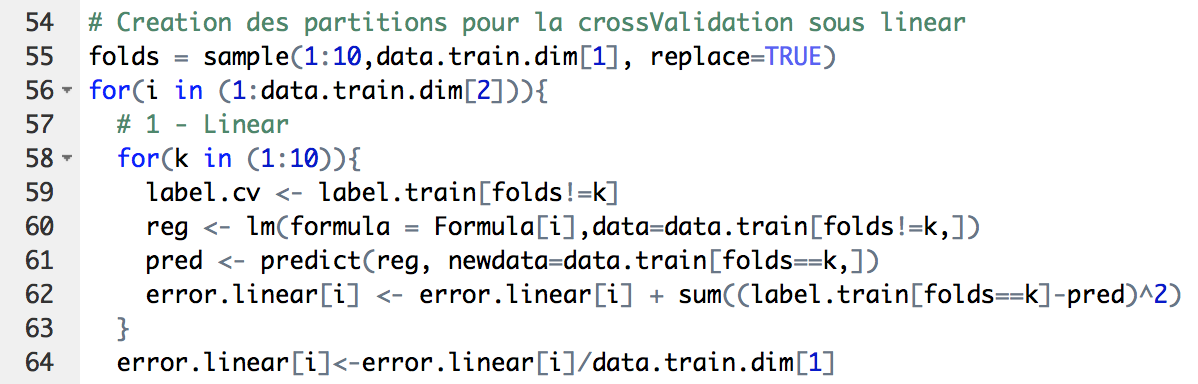 54 # Creation des partitions pour la crossValidation sous linear
55 folds = sample(1:10,data.train.dim[1], replace=TRUE)
56 for(i in (1:data.train.dim[2])){
57 # 1 - Linear
58 for(k in (1:10)){
59 label.cv <- label.train[folds!=k]
60 reg <- lm(formula = Formula[i],data=data.train[folds!=k,])
61 pred <- predict(reg, newdata=data.train[folds==k,])
62 error.linear[i] <- error.linear[i] + sum((label.train[folds==k]-pred)^2)
63 }
64 error.linear[i]<-error.linear[i]/data.train.dim[1]